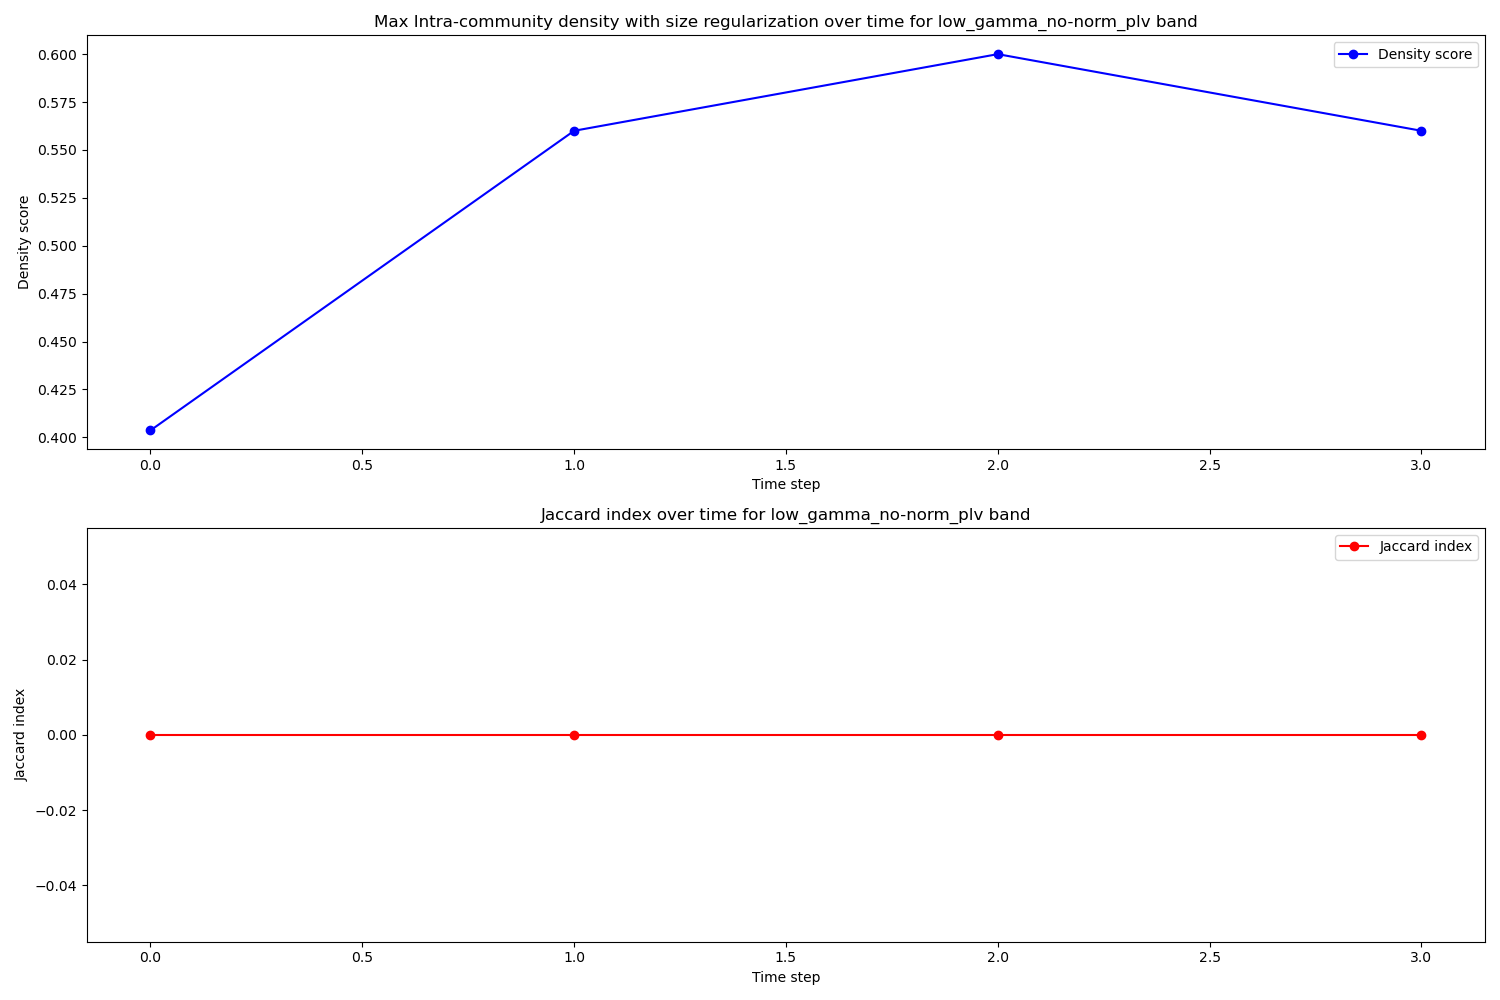 Max Intra-community density with size regularization over time for low_gamma_no-norm_plv band
Density score
0.600
0.575
0.550
0.525
0.500
0.475
0.450
0.425
0.400
Density score
0.0 0.5 1.0 1.5 2.0 2.5 3.0
Time step
Jaccard index over time for low_gamma_no-norm_plv band
Jaccard index
0.04
0.02
0.00
−0.02
−0.04
Jaccard index
0.0 0.5 1.0 1.5 2.0 2.5 3.0
Time step